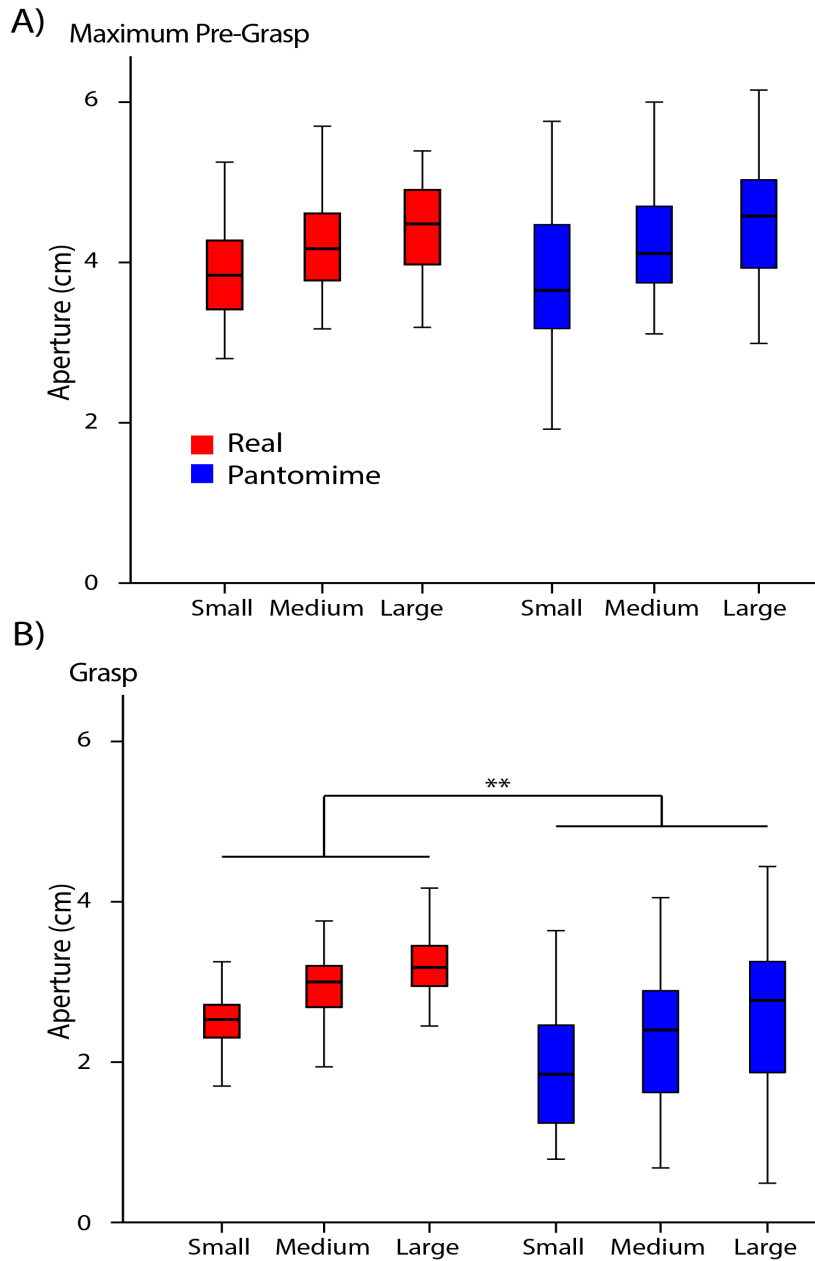 A)
Maximum Pre-Grasp
6
4
2
0
Aperture (cm)
Real
Pantomime
Small Medium Large Small Medium Large
B)
Grasp
6
4
2
0
Aperture (cm)
**
Small Medium Large Small Medium Large